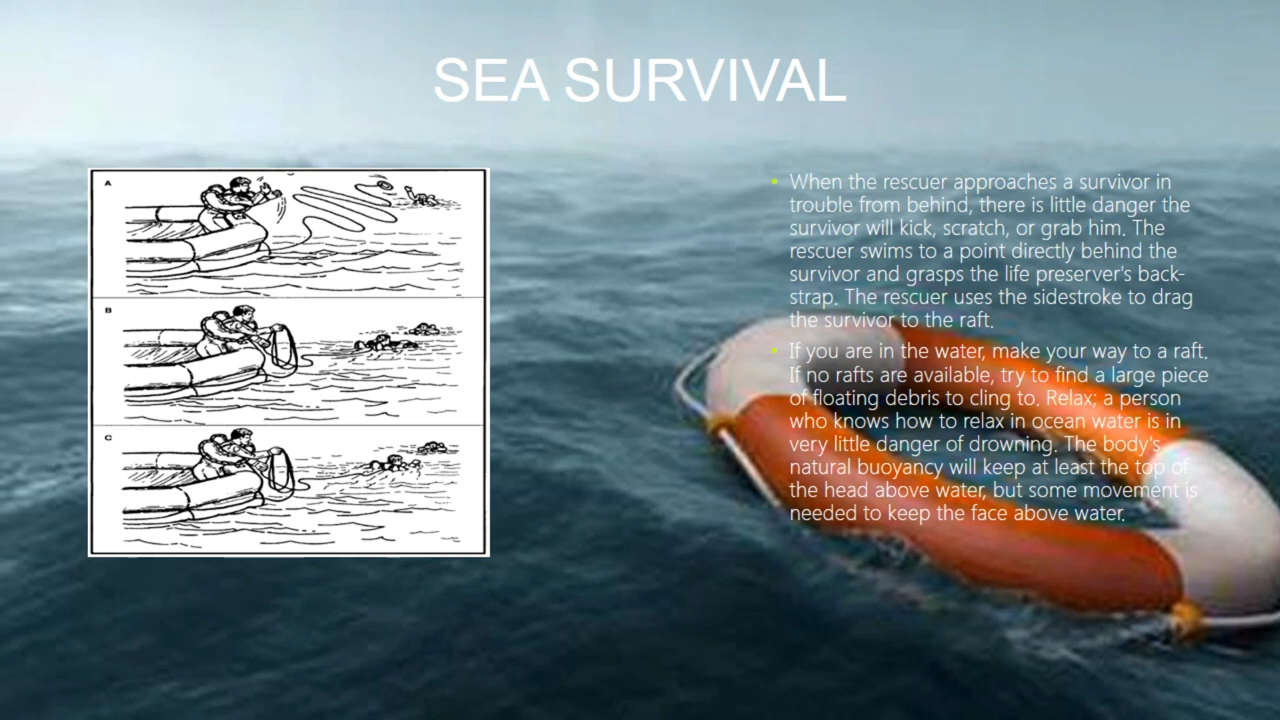 SEA SURVIVAL
A
B
C
• When the rescuer approaches a survivor in
trouble from behind, there is little danger the
survivor will kick, scratch, or grab him. The
rescuer swims to a point directly behind the
survivor and grasps the life preserver's back-
strap. The rescuer uses the sidestroke to drag
the survivor to the raft.
• If you are in the water, make your way to a raft.
If no rafts are available, try to find a large piece
of floating debris to cling to. Relax; a person
who knows how to relax in ocean water is in
very little danger of drowning. The body's
natural buoyancy will keep at least the top of
the head above water, but some movement is
needed to keep the face above water.